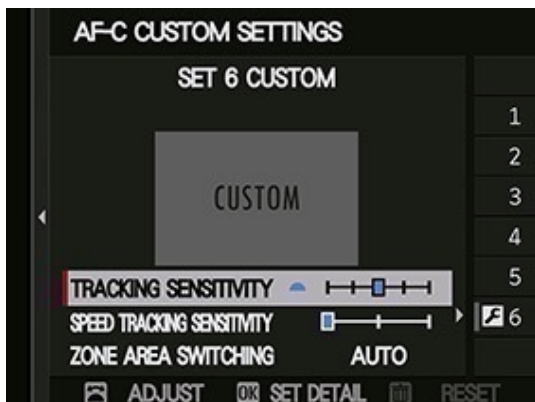 AF-C CUSTOM SETTINGS
SET 6 CUSTOM
CUSTOM
TRACKING SENSITIVITY
SPEED TRACKING SENSITIVITY
ZONE AREA SWITCHING AUTO
ADJUST OK SET DETAIL RESET
1
2
3
4
5
6